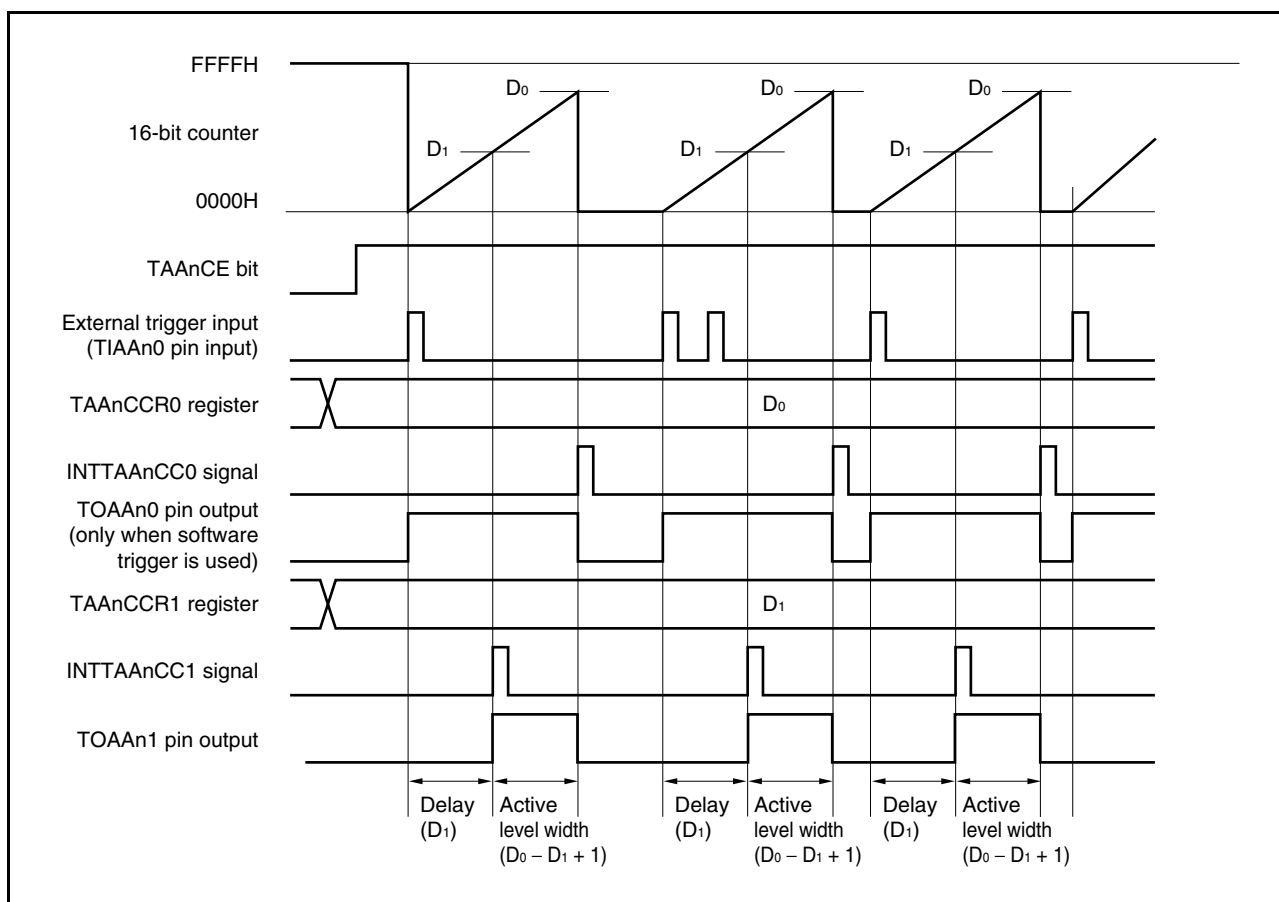 FFFFH
D0
D0
D0
16-bit counter
D1
D1
D1
0000H
TAAnCE bit
External trigger input
(TIAAn0 pin input)
TAAnCCR0 register
D0
INTTAAnCC0 signal
TOAAn0 pin output
(only when software
trigger is used)
TAAnCCR1 register
D1
INTTAAnCC1 signal
TOAAn1 pin output
Delay
(D1)
Active
level width
(D0 – D1 + 1)
Delay
(D1)
Active
level width
(D0 – D1 + 1)
Delay
(D1)
Active
level width
(D0 – D1 + 1)